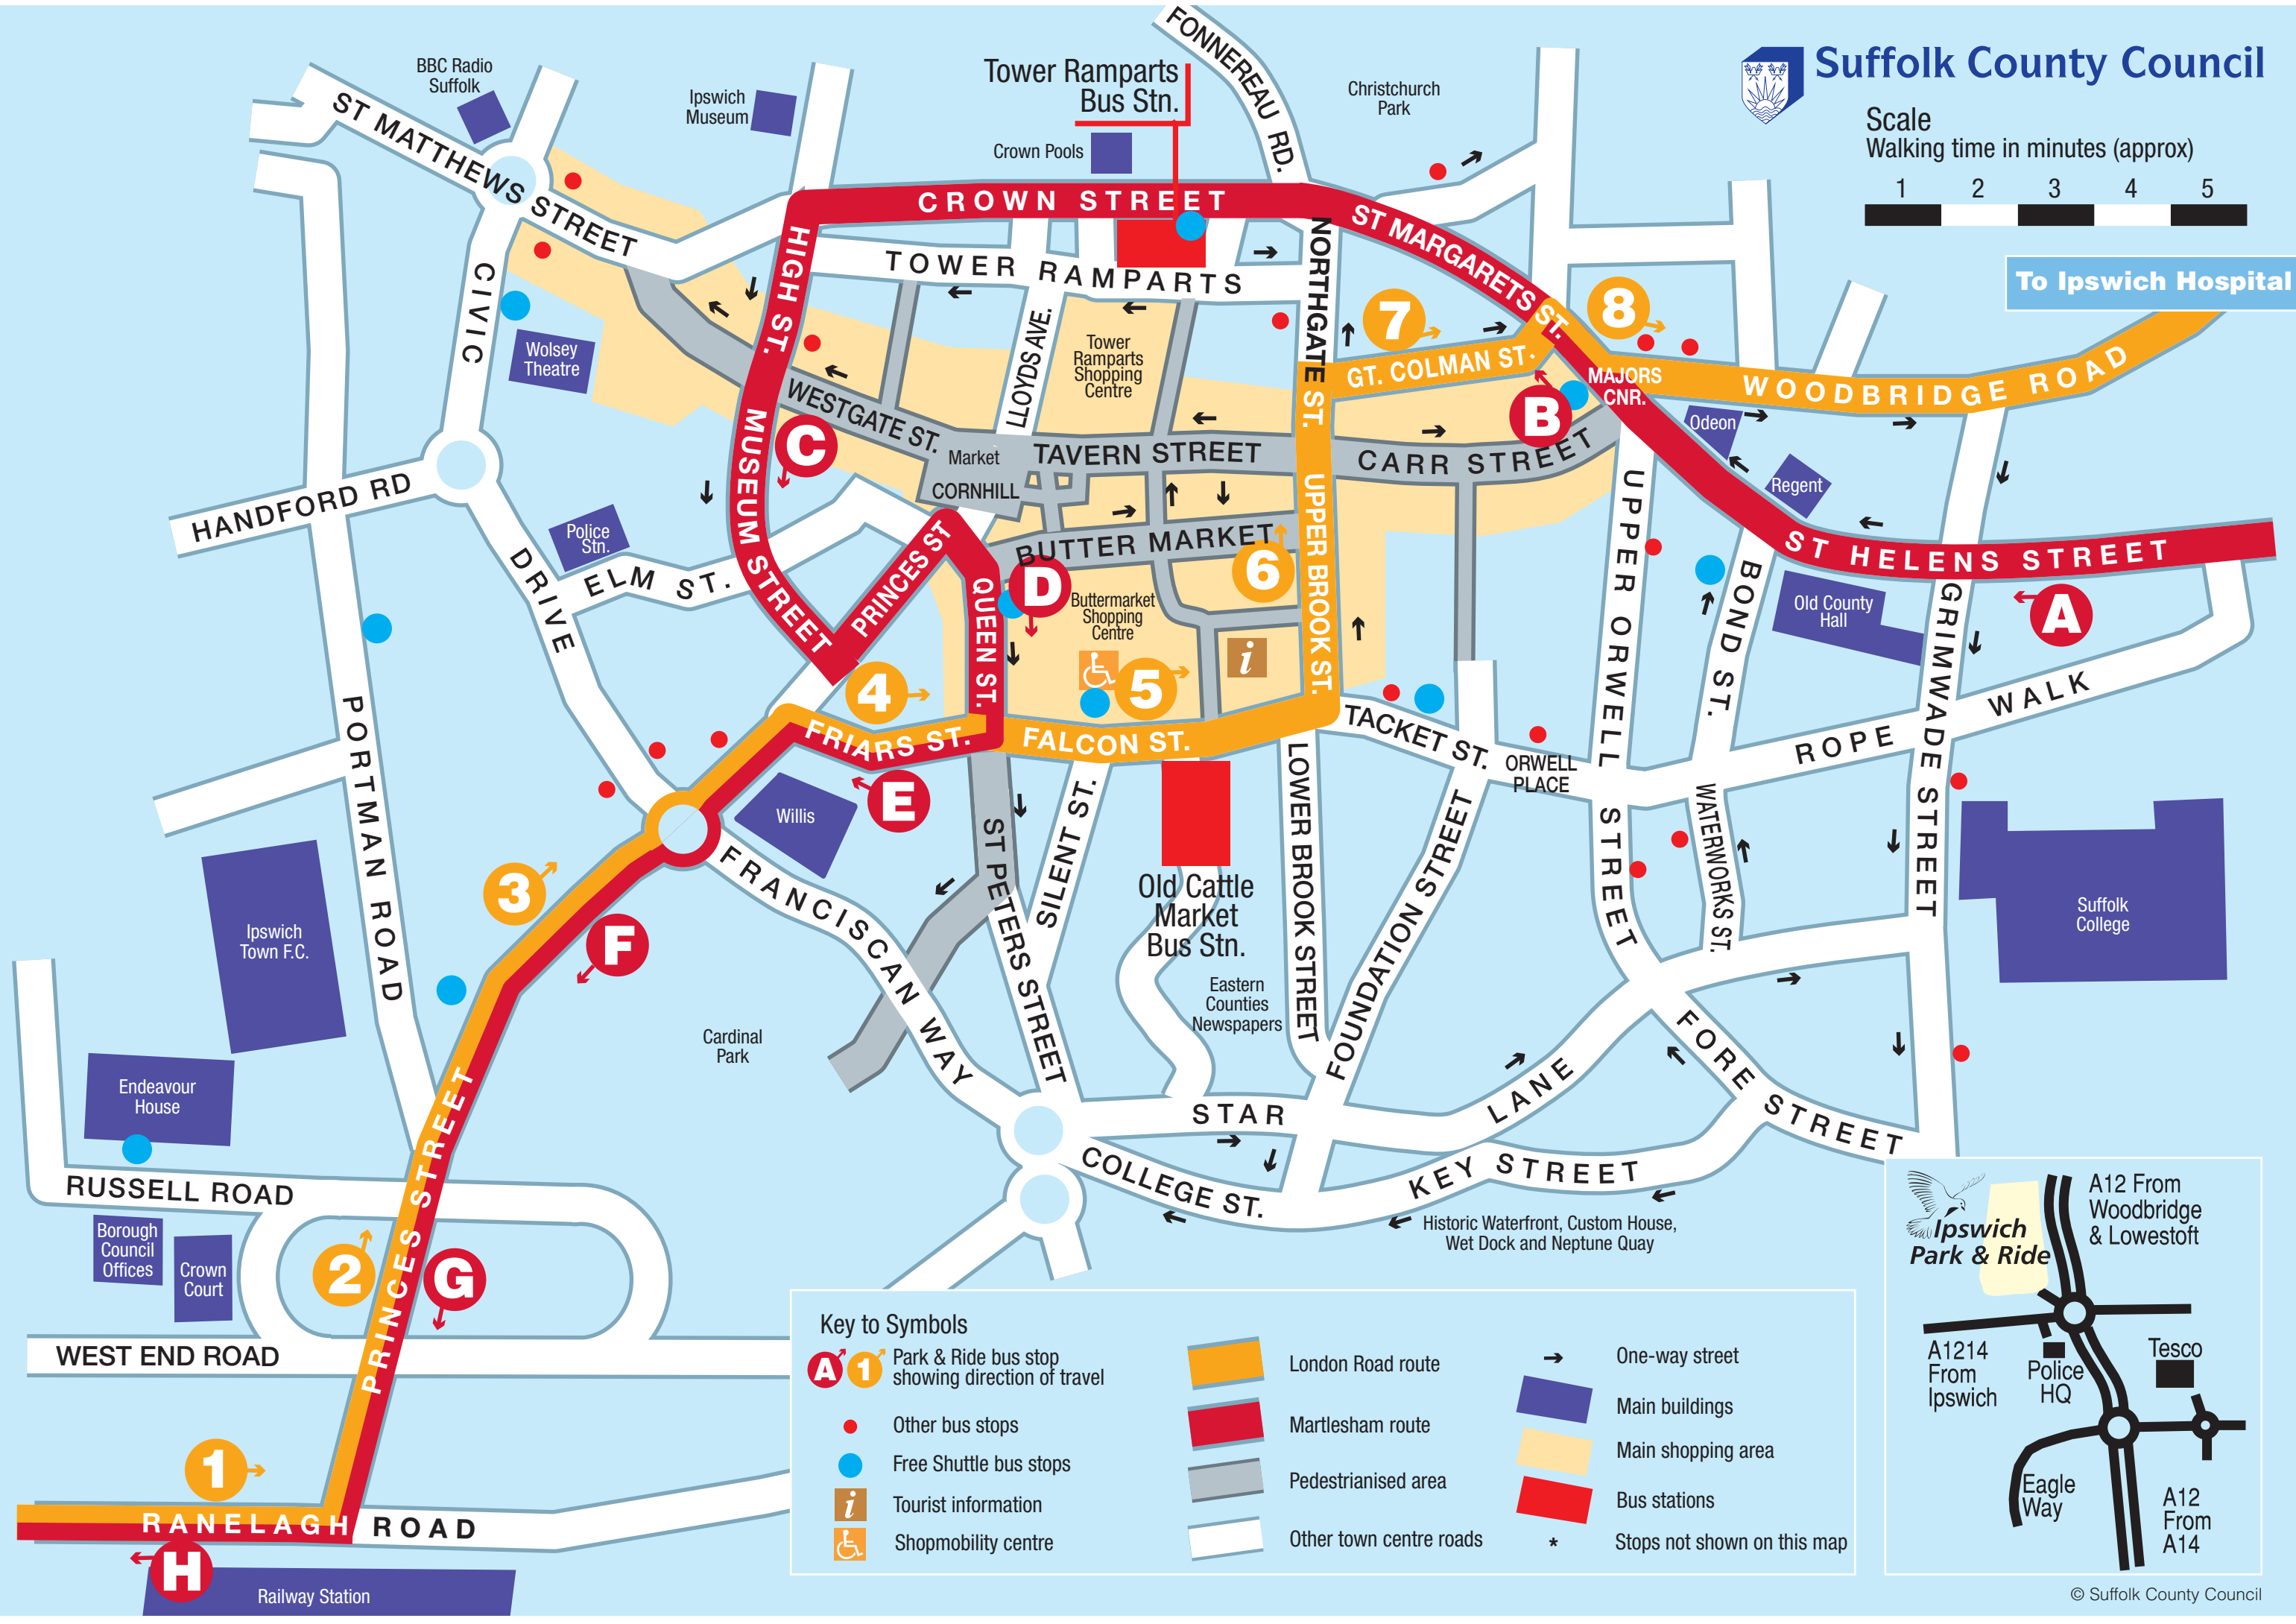 Suffolk County Council
Scale
Walking time in minutes (approx)
1 2 3 4 5
To Ipswich Hospital
BBC Radio
Suffolk
Ipswich
Museum
Tower Ramparts
Bus Stn.
Crown Pools
FONNEREAU RD.
Christchurch
Park
ST MATTHEWS STREET
CROWN STREET
ST MARGARETS ST.
TOWER RAMPARTS
HIGH ST.
NORTHGATE ST.
CIVIC
DRIVE
Wolsey
Theatre
LLOYDS AVE.
Tower
Ramparts
Shopping
Centre
7
8
GT. COLMAN ST.
MAJORS
CNR.
WOODBRIDGE ROAD
B
Odeon
Regent
WESTGATE ST.
C
Market
CORNHILL
TAVERN STREET
CARR STREET
MUSEUM STREET
HANDFORD RD
Police
Stn.
ELM ST.
PRINCES ST
QUEEN ST.
BUTTER MARKET
D
6
UPPER BROOK ST.
Buttermarket
Shopping
Centre
i
5
4
UPPER ORWELL STREET
BOND ST.
ST HELENS STREET
Old County
Hall
A
GRIMWADE STREET
ROPE WALK
PORTMAN ROAD
FRIARS ST.
FALCON ST.
TACKET ST.
ORWELL
PLACE
E
Willis
3
F
FRANCISCAN WAY
ST PETERS STREET
SILENT ST.
Old Cattle
Market
Bus Stn.
LOWER BROOK STREET
FOUNDATION STREET
WATERWORKS ST.
Suffolk
College
Ipswich
Town F.C.
Eastern
Counties
Newspapers
Cardinal
Park
Endeavour
House
STAR LANE
FORE STREET
COLLEGE ST.
KEY STREET
Historic Waterfront, Custom House,
Wet Dock and Neptune Quay
RUSSELL ROAD
Borough
Council
Offices
Crown
Court
2
G
PRINCES STREET
WEST END ROAD
1
RANELAGH ROAD
H
Railway Station
Key to Symbols
A 1 Park & Ride bus stop
showing direction of travel
Other bus stops
Free Shuttle bus stops
i Tourist information
Shopmobility centre
London Road route
Martlesham route
Pedestrianised area
Other town centre roads
One-way street
Main buildings
Main shopping area
Bus stations
* Stops not shown on this map
Ipswich
Park & Ride
A12 From
Woodbridge
& Lowestoft
A1214
From
Ipswich
Police
HQ
Tesco
Eagle
Way
A12
From
A14
© Suffolk County Council